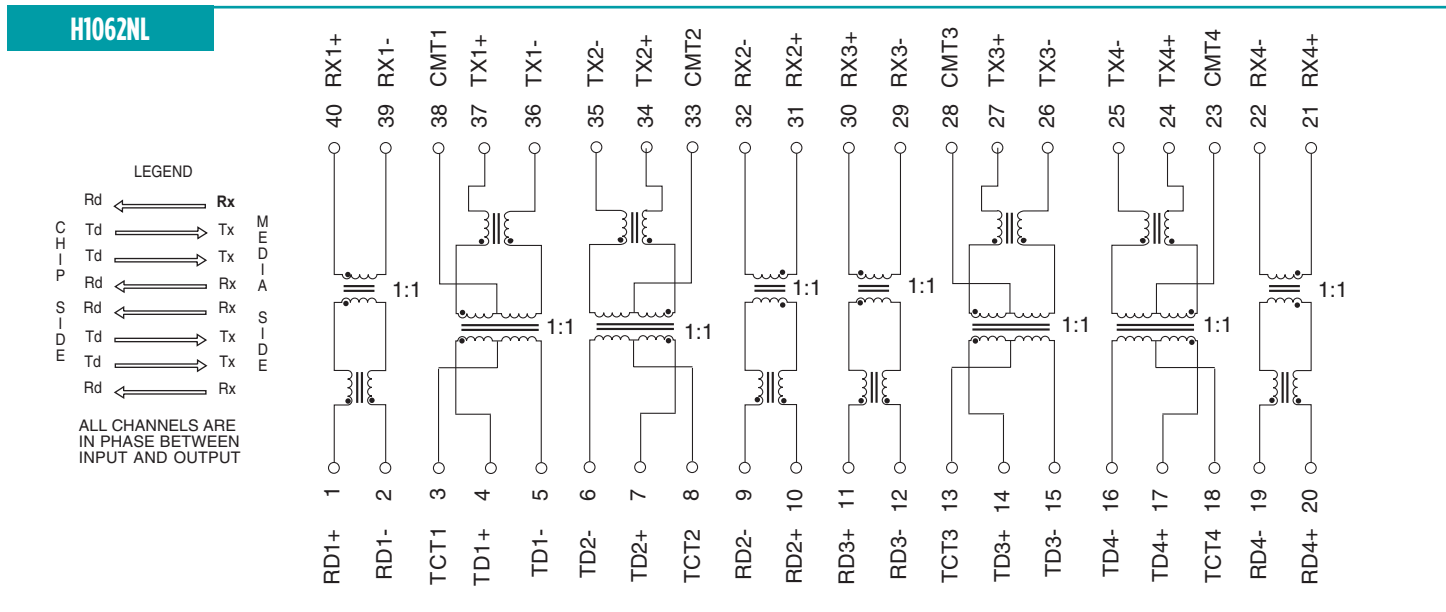 H1062NL
RX1+ RX1- CMT1 TX1+ TX1- TX2- TX2+ CMT2 RX2- RX2+ RX3+ RX3- CMT3 TX3+ TX3- TX4- TX4+ CMT4 RX4- RX4+
40 39 38 37 36 35 34 33 32 31 30 29 28 27 26 25 24 23 22 21
LEGEND
CHIP SIDE
MEDIA SIDE
Rd Rx
Td Tx
Td Tx
Rd Rx
Rd Rx
Td Tx
Td Tx
Rd Rx
ALL CHANNELS ARE
IN PHASE BETWEEN
INPUT AND OUTPUT
1:1 1:1 1:1 1:1 1:1 1:1 1:1 1:1
1 2 3 4 5 6 7 8 9 10 11 12 13 14 15 16 17 18 19 20
RD1+ RD1- TCT1 TD1+ TD1- TD2- TD2+ TCT2 RD2- RD2+ RD3+ RD3- TCT3 TD3+ TD3- TD4- TD4+ TCT4 RD4- RD4+